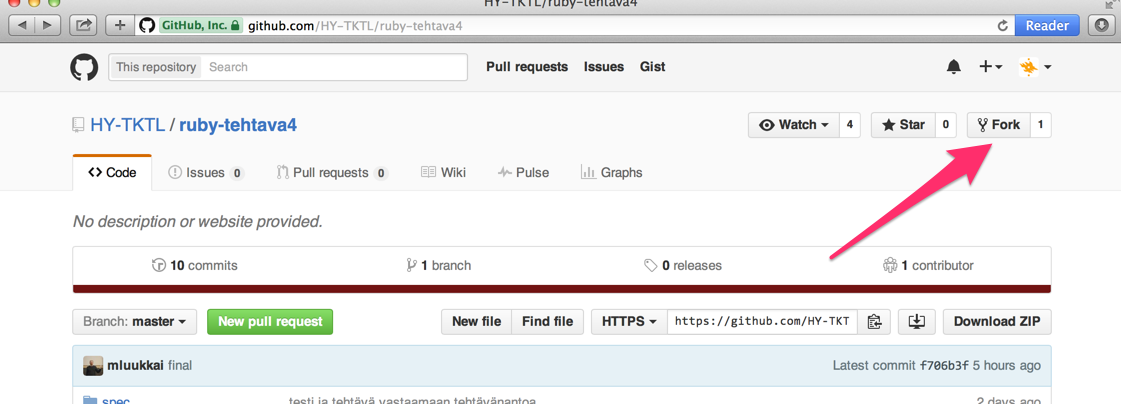 HY-TKTL/ruby-tehtava4
GitHub, Inc. github.com/HY-TKTL/ruby-tehtava4 Reader
This repository Search Pull requests Issues Gist
HY-TKTL / ruby-tehtava4 Watch 4 Star 0 Fork 1
Code Issues 0 Pull requests 0 Wiki Pulse Graphs
No description or website provided.
10 commits 1 branch 0 releases 1 contributor
Branch: master New pull request New file Find file HTTPS https://github.com/HY-TKT Download ZIP
mluukkai final Latest commit f706b3f 5 hours ago
spec testi ja tehtävä vastaamaan tehtävänantoa 2 days ago